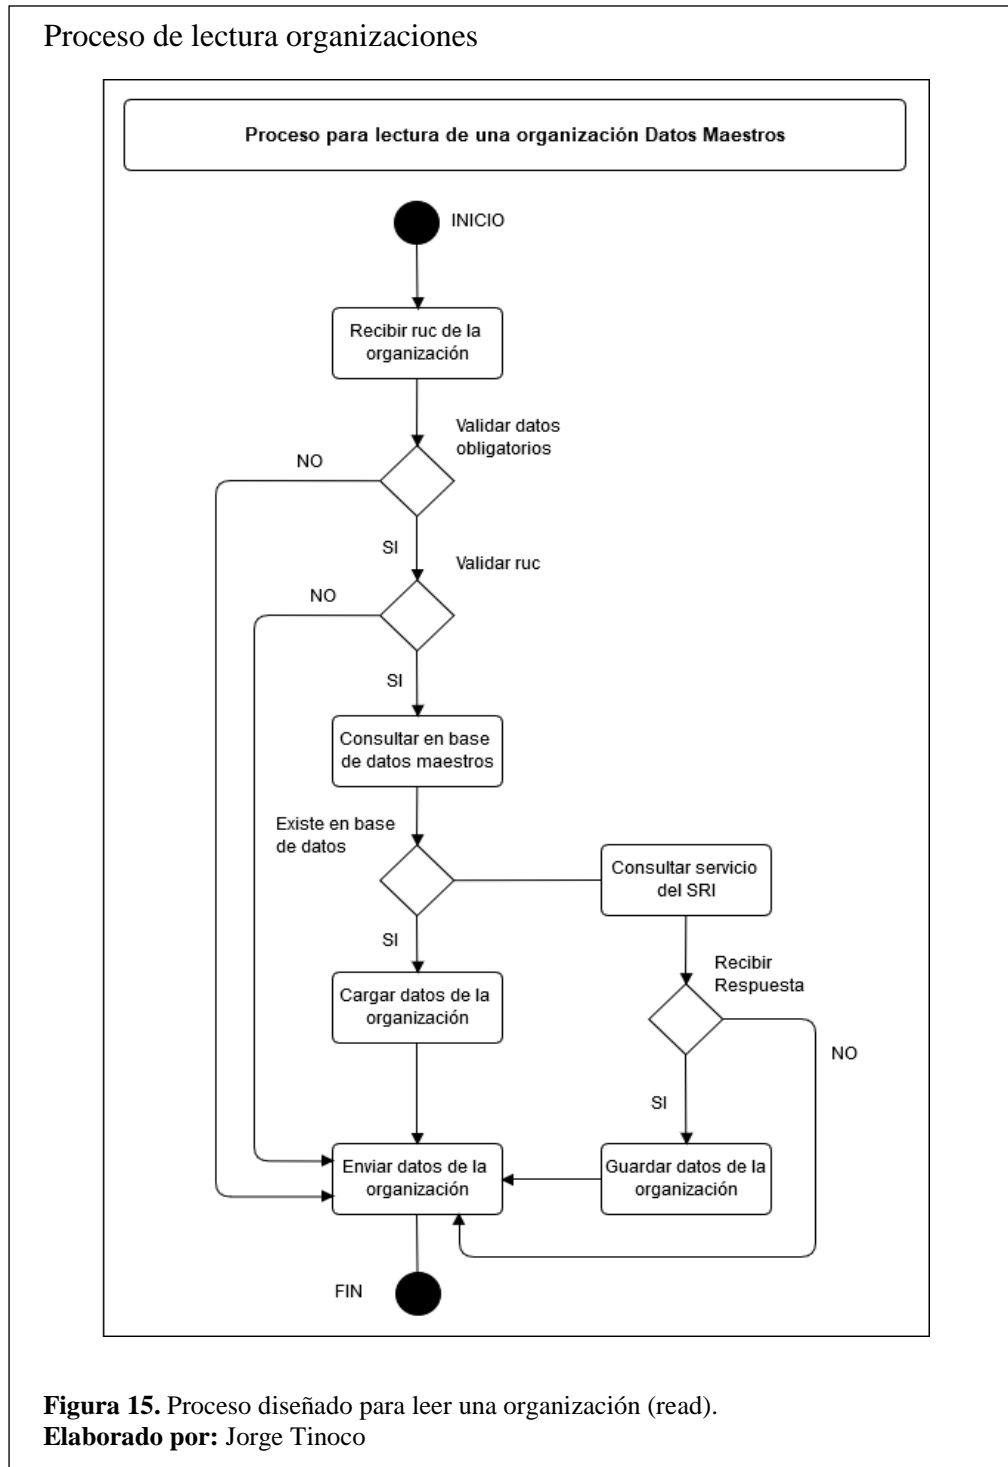 Proceso de lectura organizaciones
Proceso para lectura de una organización Datos Maestros
INICIO
Recibir ruc de la
organización
Validar datos
obligatorios
NO
SI
Validar ruc
NO
SI
Consultar en base
de datos maestros
Existe en base
de datos
Consultar servicio
del SRI
SI
Recibir
Respuesta
Cargar datos de la
organización
NO
SI
Enviar datos de la
organización
Guardar datos de la
organización
FIN
Figura 15. Proceso diseñado para leer una organización (read).
Elaborado por: Jorge Tinoco